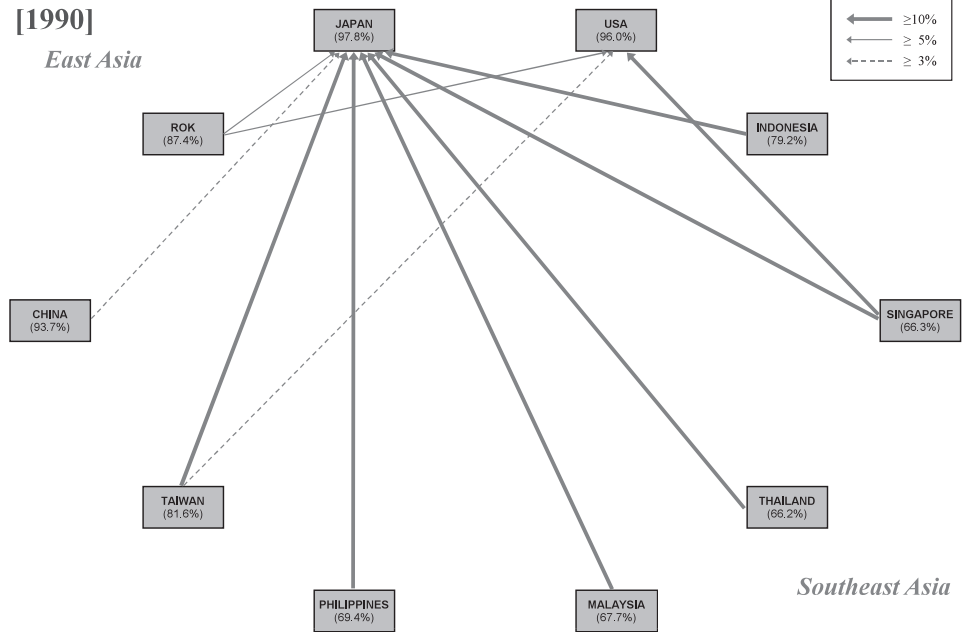 [1990]
East Asia
JAPAN
(97.8%)
USA
(96.0%)
≥10%
≥ 5%
≥ 3%
ROK
(87.4%)
INDONESIA
(79.2%)
CHINA
(93.7%)
SINGAPORE
(66.3%)
TAIWAN
(81.6%)
THAILAND
(66.2%)
PHILIPPINES
(69.4%)
MALAYSIA
(67.7%)
Southeast Asia